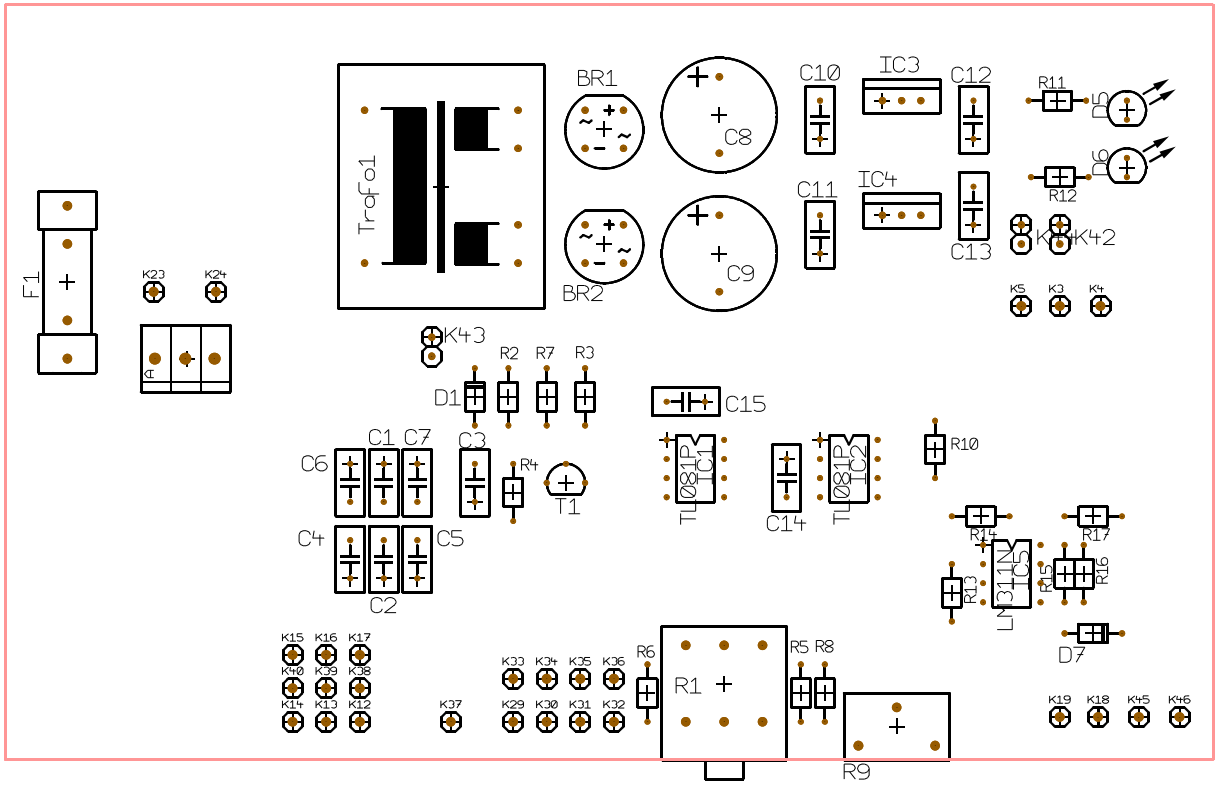 BR1
C10
IC3
C12
R11
D5
C8
Trafo1
D6
C11
IC4
R12
K44
K42
C13
F1
K23
K24
BR2
C9
K5
K3
K4
K43
R2
R7
R3
A
D1
C15
C6
C1
C7
C3
R4
T1
TL081P
IC1
C14
TL081P
IC2
R10
C4
C5
C2
R14
R17
R13
LM311N
IC5
R15
R16
D7
K15
K16
K17
K40
K39
K38
K14
K13
K12
K37
K33
K34
K35
K36
K29
K30
K31
K32
R6
R1
R5
R8
R9
K19
K18
K45
K46